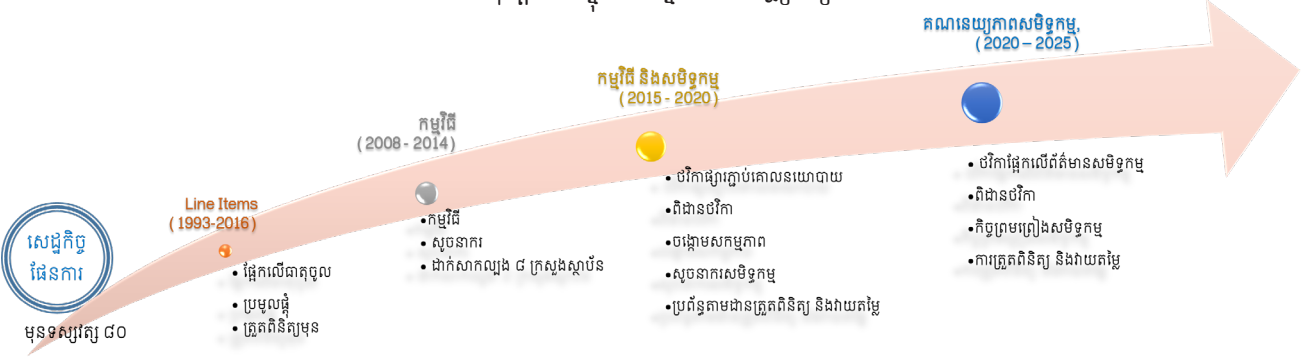 គណនេយ្យភាពសមិទ្ធកម្ម,
(2020 – 2025)
កម្មវិធី និងសមិទ្ធកម្ម
(2015 - 2020)
កម្មវិធី
(2008 - 2014)
Line Items
(1993-2016)
សេដ្ឋកិច្ច
ផែនការ
មុនទស្សវត្ស ៨០
• ផ្អែកលើធាតុចូល
• ប្រមូលផ្តុំ
• ត្រួតពិនិត្យមុន
•កម្មវិធី
• សូចនាករ
• ដាក់សាកល្បង ៨ ក្រសួងស្ថាប័ន
• ថវិកាផ្សារភ្ជាប់គោលនយោបាយ
•ពិដានថវិកា
•ចង្កោមសកម្មភាព
•សូចនាករសមិទ្ធកម្ម
•ប្រព័ន្ធតាមដានត្រួតពិនិត្យ និងវាយតម្លៃ
• ថវិកាផ្អែកលើព័ត៌មានសមិទ្ធកម្ម
•ពិដានថវិកា
•កិច្ចព្រមព្រៀងសមិទ្ធកម្ម
•ការត្រួតពិនិត្យ និងវាយតម្លៃ